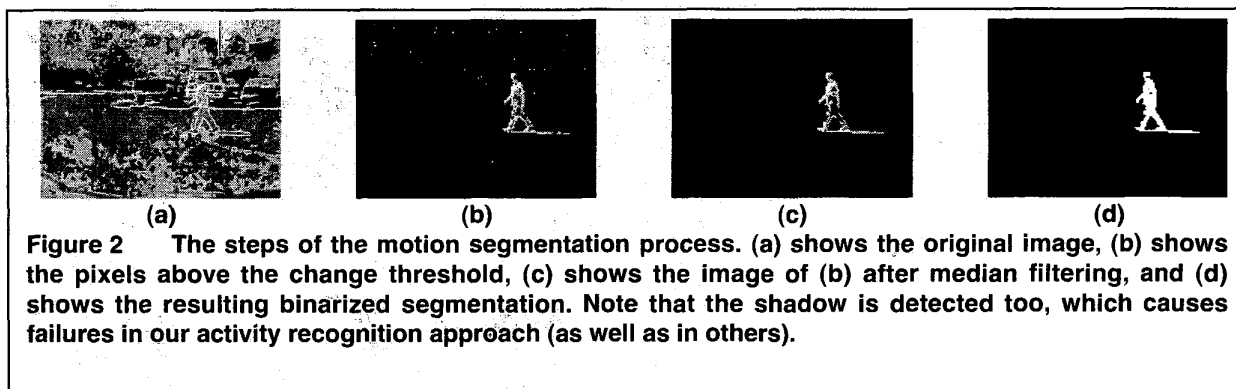 (a) (b) (c) (d)
Figure 2 The steps of the motion segmentation process. (a) shows the original image, (b) shows
the pixels above the change threshold, (c) shows the image of (b) after median filtering, and (d)
shows the resulting binarized segmentation. Note that the shadow is detected too, which causes
failures in our activity recognition approach (as well as in others).